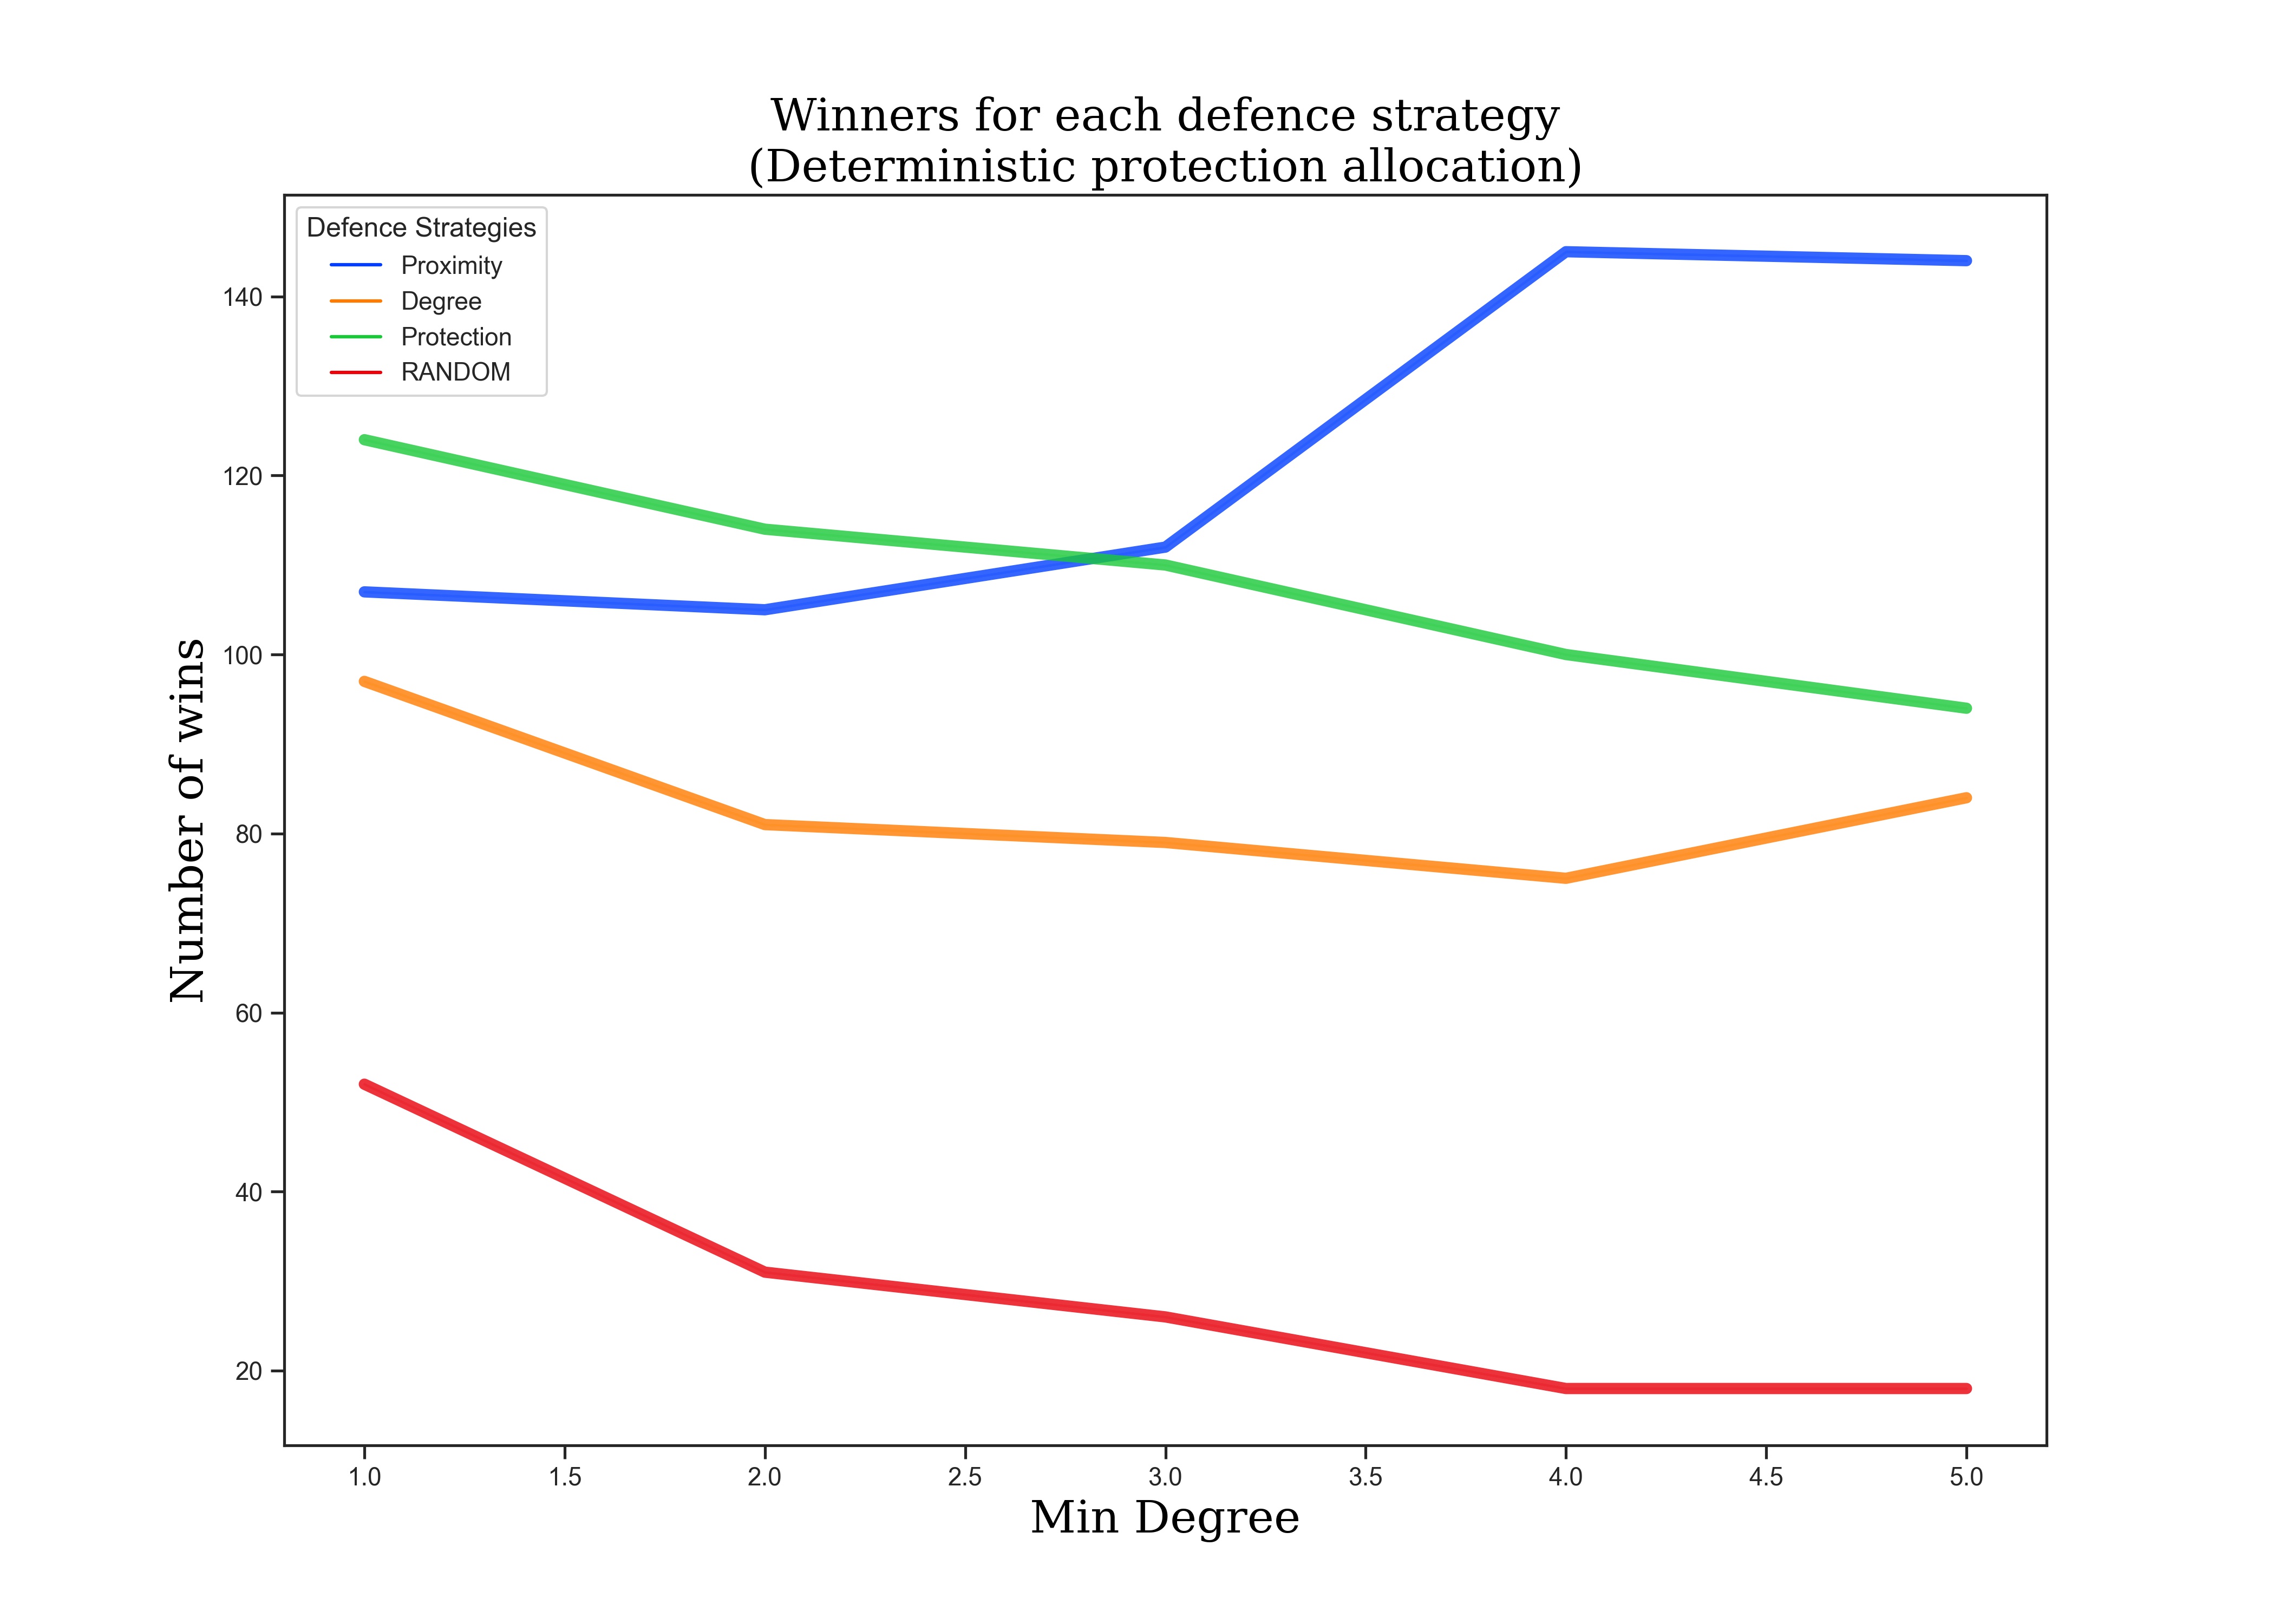 Winners for each defence strategy
(Deterministic protection allocation)
Defence Strategies
Proximity
Degree
Protection
RANDOM
Number of wins
140
120
100
80
60
40
20
1.0 1.5 2.0 2.5 3.0 3.5 4.0 4.5 5.0
Min Degree